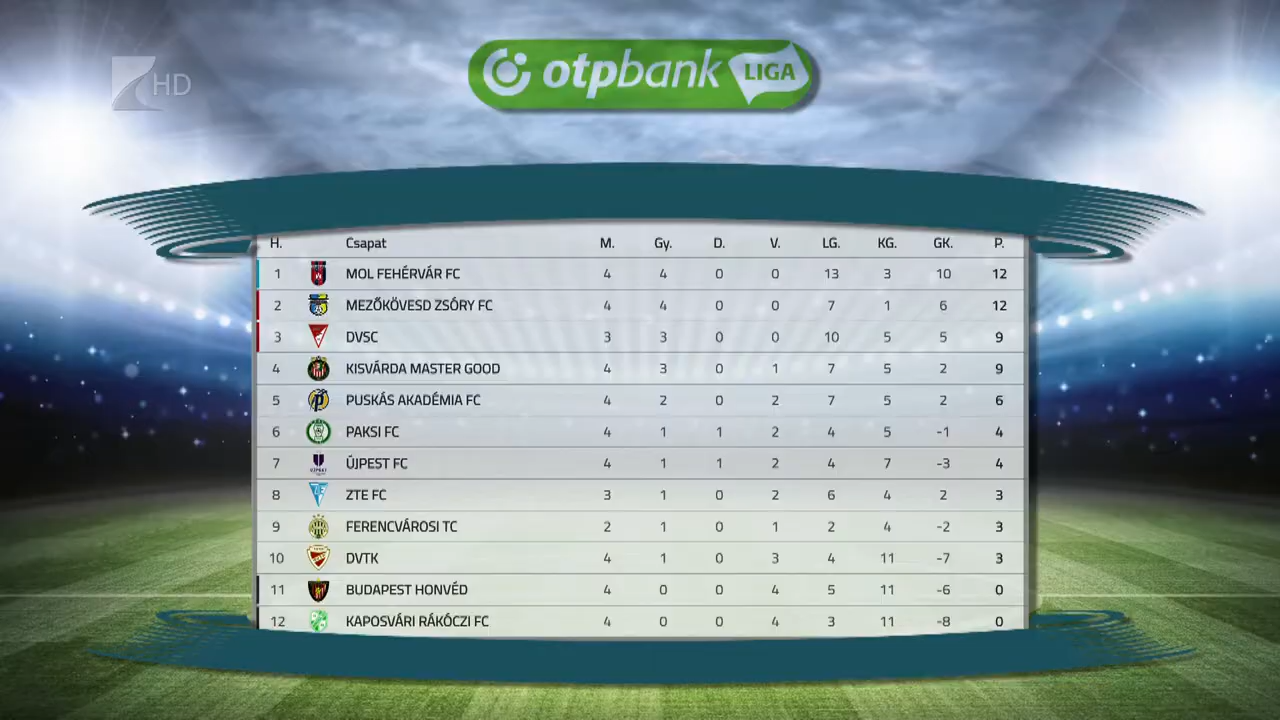 otpbank LIGA
HD
H. Csapat M. Gy. D. V. LG. KG. GK. P.
1 MOL FEHÉRVÁR FC 4 4 0 0 13 3 10 12
2 MEZŐKÖVESD ZSÓRY FC 4 4 0 0 7 1 6 12
3 DVSC 3 3 0 0 10 5 5 9
4 KISVÁRDA MASTER GOOD 4 3 0 1 7 5 2 9
5 PUSKÁS AKADÉMIA FC 4 2 0 2 7 5 2 6
6 PAKSI FC 4 1 1 2 4 5 -1 4
7 ÚJPEST FC 4 1 1 2 4 7 -3 4
8 ZTE FC 3 1 0 2 6 4 2 3
9 FERENCVÁROSI TC 2 1 0 1 2 4 -2 3
10 DVTK 4 1 0 3 4 11 -7 3
11 BUDAPEST HONVÉD 4 0 0 4 5 11 -6 0
12 KAPOSVÁRI RÁKÓCZI FC 4 0 0 4 3 11 -8 0